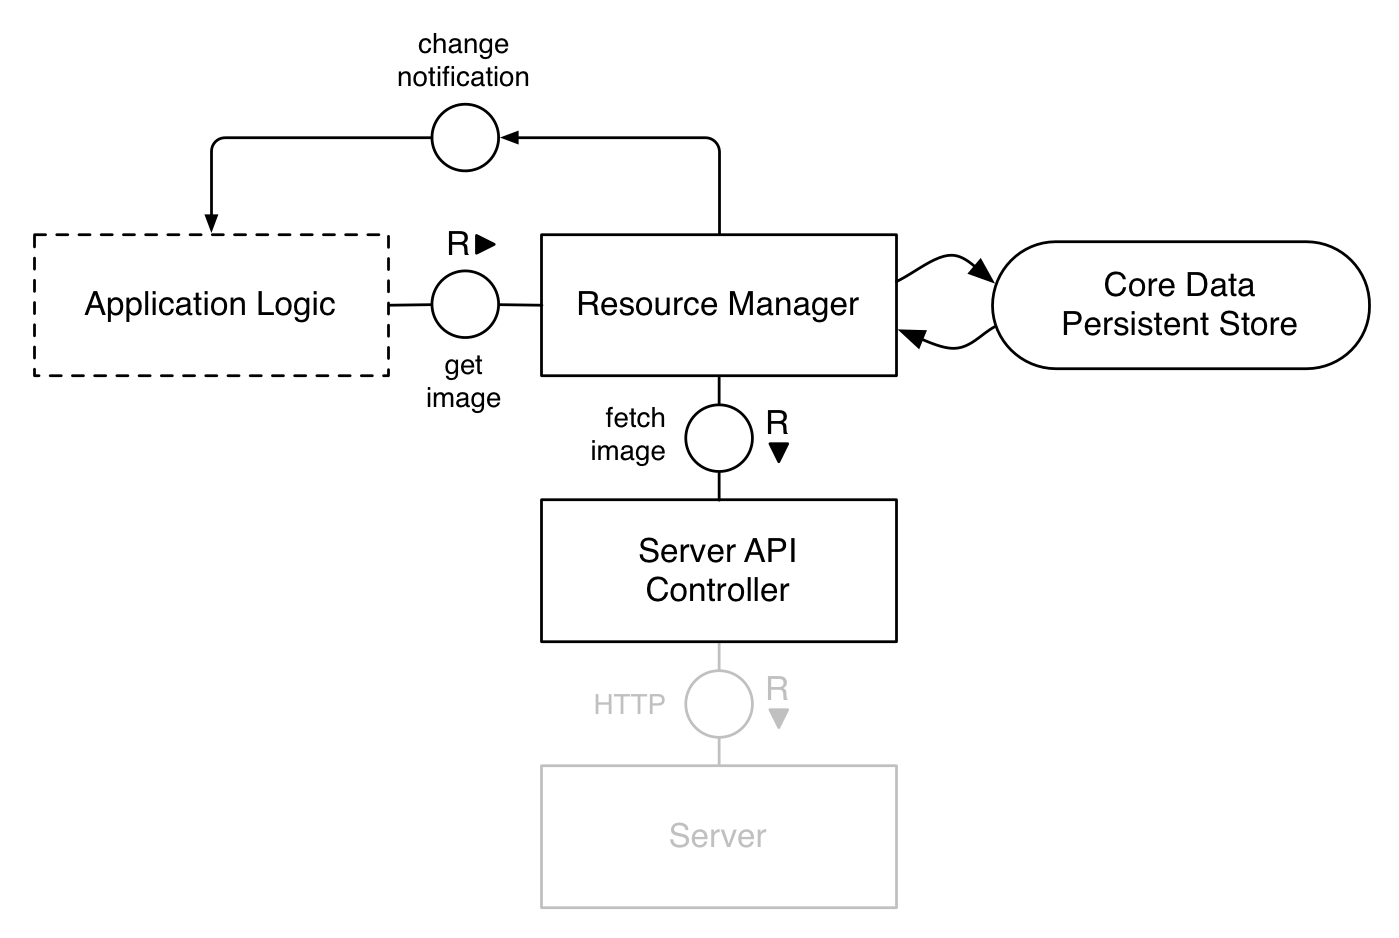 change
notification
R
Application Logic
get
image
Resource Manager
Core Data
Persistent Store
fetch
image
R
Server API
Controller
HTTP
R
Server